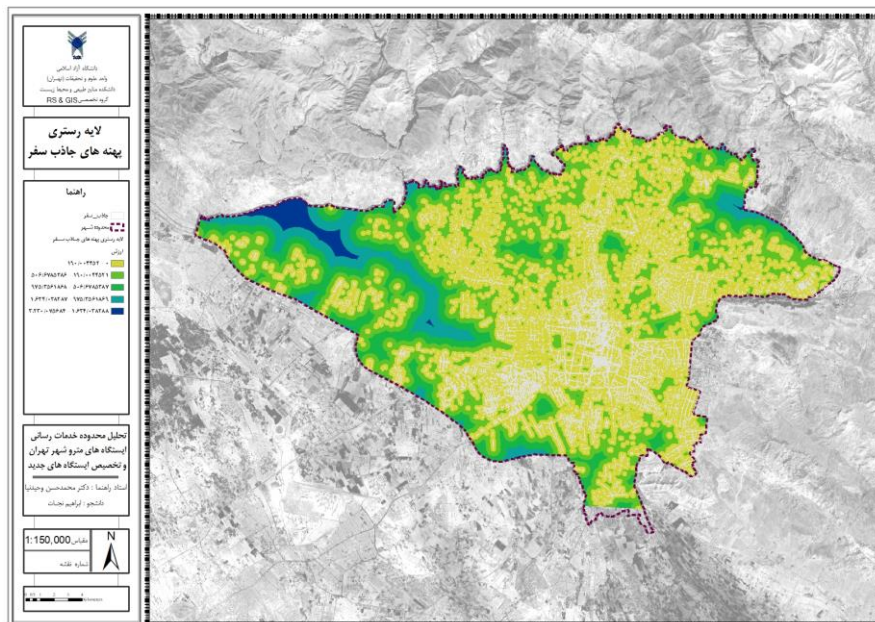 دانشگاه آزاد اسلامی
واحد علوم و تحقیقات (تهران)
دانشکده منابع طبیعی و محیط زیست
گروه تخصصی RS & GIS
لایه رستری
پهنه های جاذب سفر
راهنما
جاذب سفر
محدوده شهر
لایه رستری پهنه های جاذب سفر
ارزش
تحلیل محدوده خدمات رسانی
ایستگاه های مترو شهر تهران
و تخصیص ایستگاه های جدید
استاد راهنما : دکتر محمدحسن وحیدنیا
دانشجو : ابراهیم نجات
مقیاس 1:150,000
شماره نقشه
N